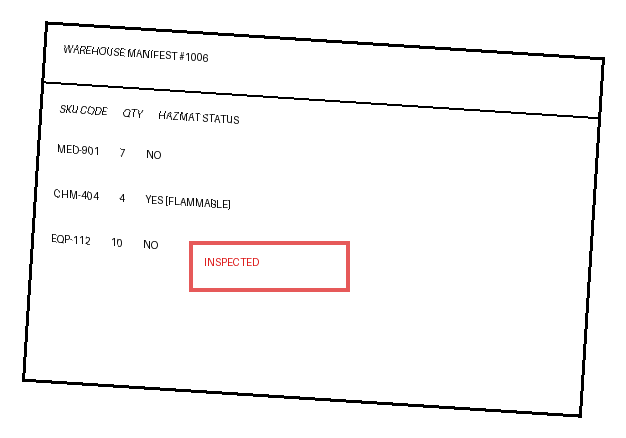 WAREHOUSE MANIFEST #1006
SKU CODE QTY HAZMAT STATUS
MED-901 7 NO
CHM-404 4 YES [FLAMMABLE]
EQP-112 10 NO
INSPECTED